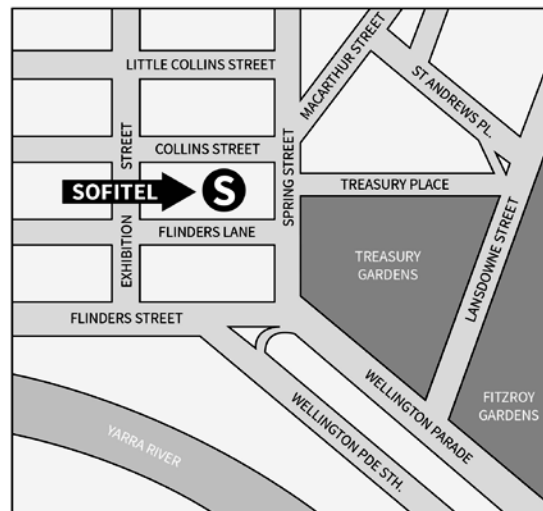 LITTLE COLLINS STREET
MACARTHUR STREET
ST ANDREWS PL.
COLLINS STREET
EXHIBITION STREET
SOFITEL
S
SPRING STREET
TREASURY PLACE
FLINDERS LANE
TREASURY
GARDENS
LANSDOWNE STREET
FLINDERS STREET
WELLINGTON PARADE
FITZROY
GARDENS
WELLINGTON PDE STH.
YARRA RIVER